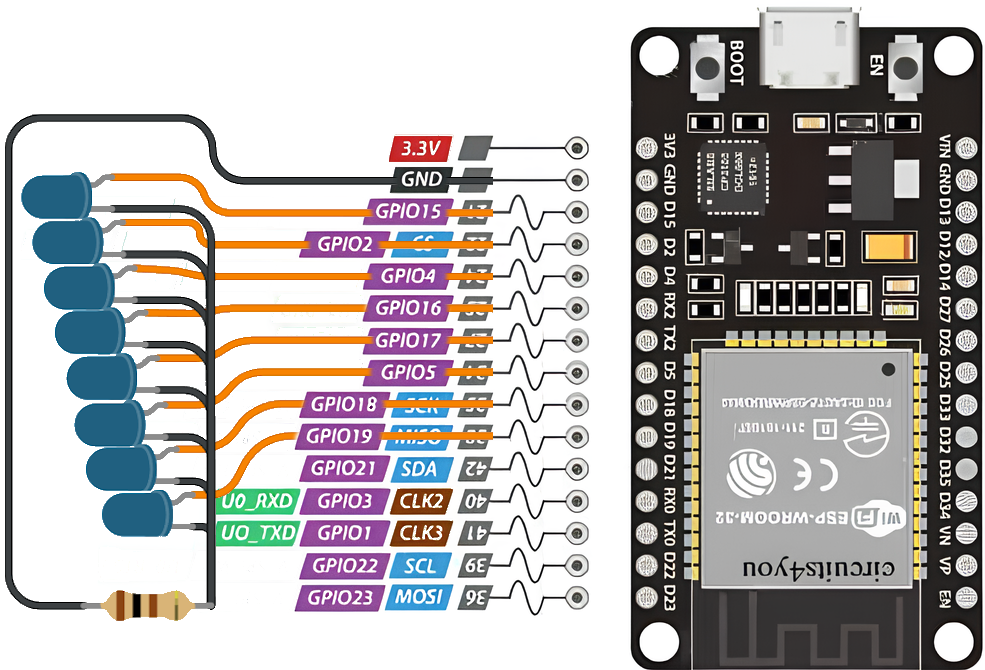 BOOT
EN
3.3V
GND
GPIO15
GPIO2
GPIO4
GPIO16
GPIO17
GPIO5
GPIO18 SCK
GPIO19 MISO
GPIO21 SDA 42
U0_RXD GPIO3 CLK2 40
UO_TXD GPIO1 CLK3 41
GPIO22 SCL 39
GPIO23 MOSI 36
3V3 GND D15 D2 D4 RX2 TX2 D5 D18 D19 D21 RX0 TX0 D22 D23
VIN GND D13 D12 D14 D27 D26 D25 D33 D32 D35 D34 VN VP EN
CE
WiFi
ESP-WROOM-32
circuits4you